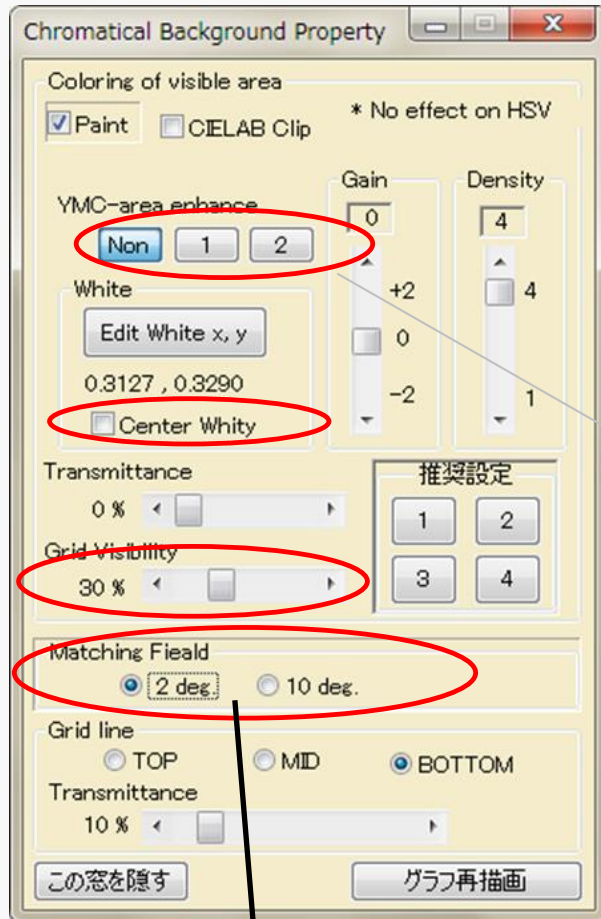 Chromatical Background Property
Coloring of visible area
Paint CIELAB Clip * No effect on HSV
YMC-area enhance
Non 1 2
Gain
0
+2
0
-2
Density
4
4
1
White
Edit White x, y
0.3127 , 0.3290
Center Whity
Transmittance
0 %
Grid Visibility
30 %
推奨設定
1 2
3 4
Matching Fieald
2 deg. 10 deg.
Grid line
TOP MID BOTTOM
Transmittance
10 %
この窓を隠す グラフ再描画